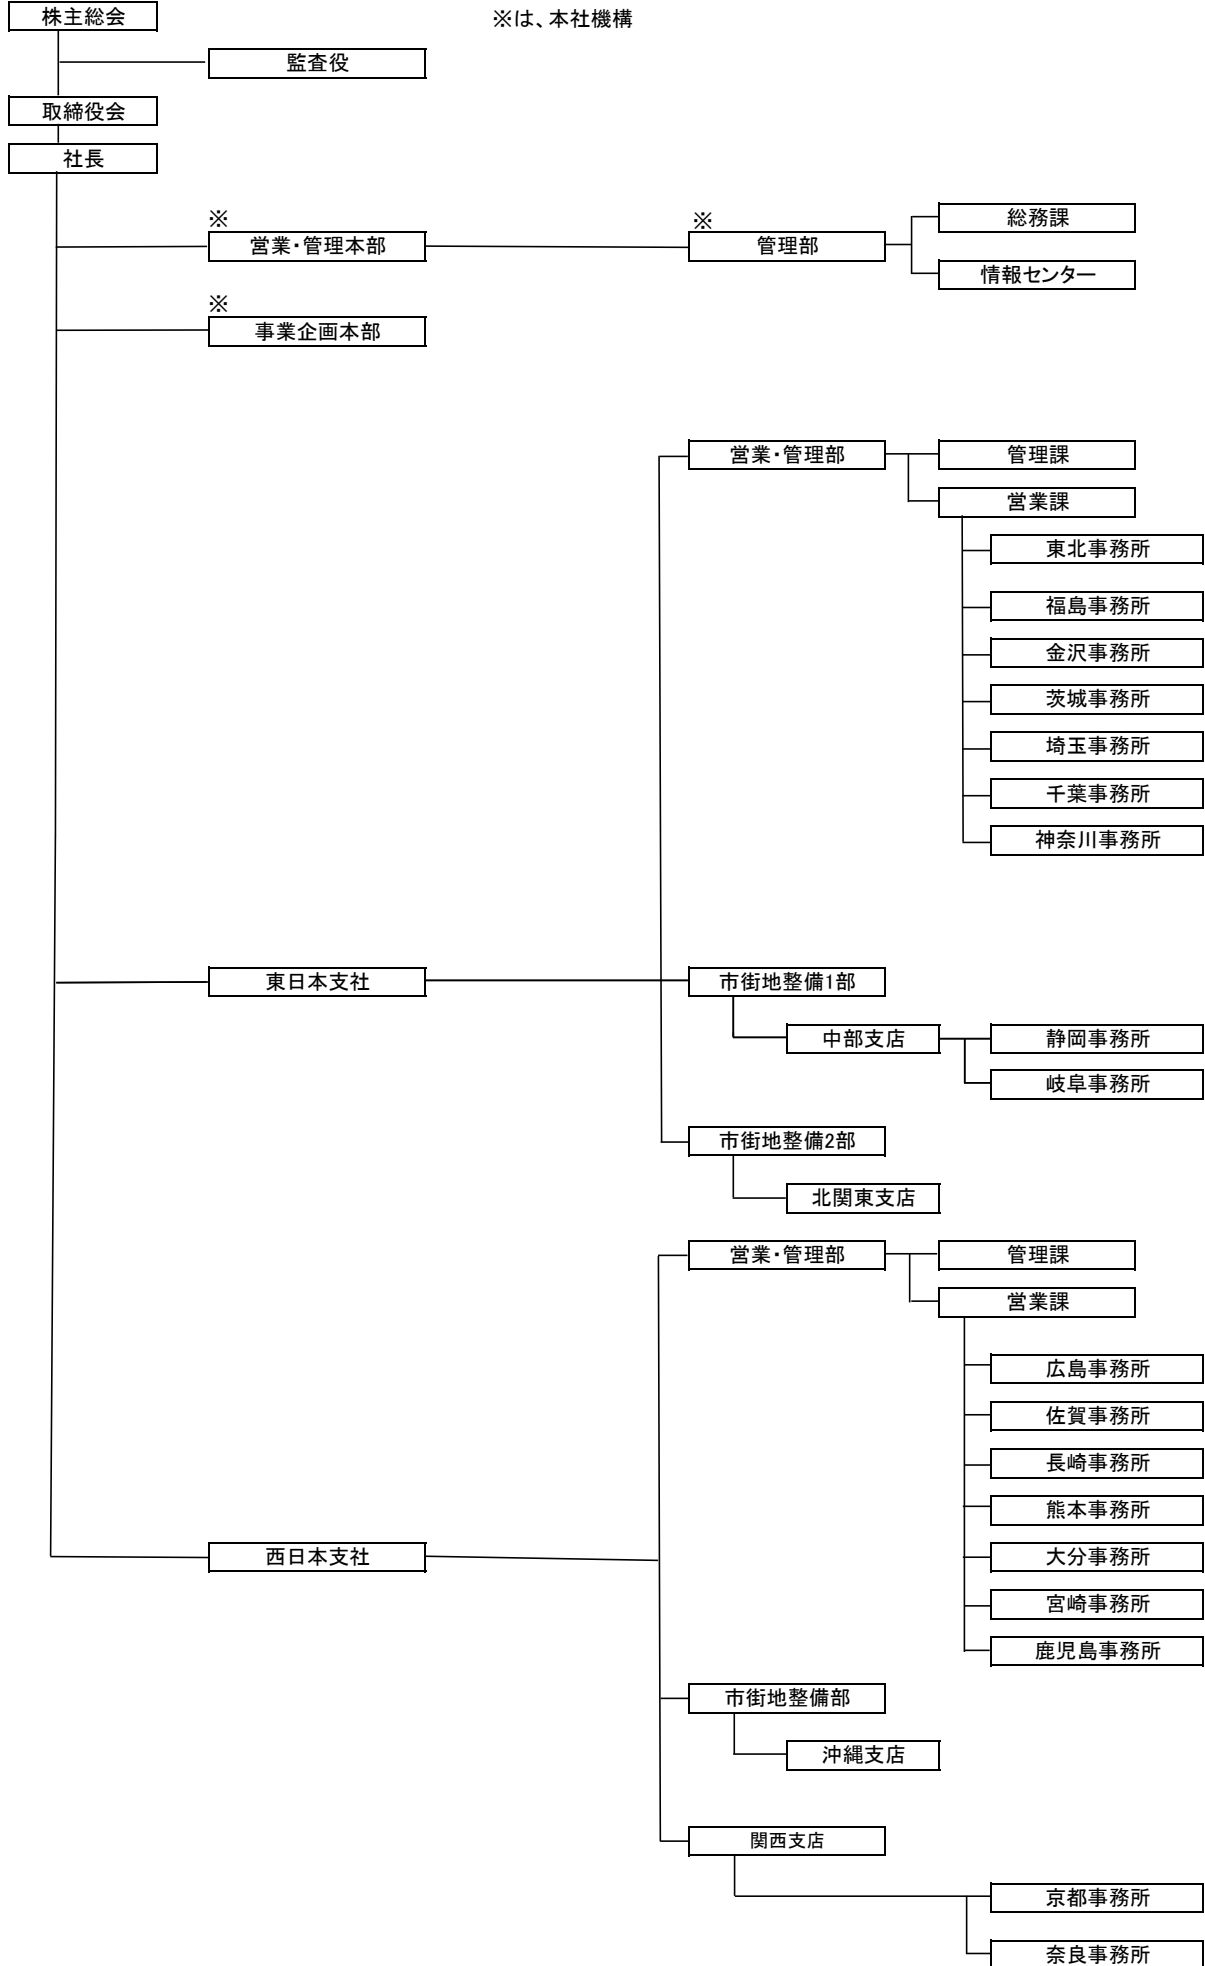 株主総会
※は、本社機構
監査役
取締役会
社長
※
※
営業・管理本部
管理部
総務課
情報センター
※
事業企画本部
営業・管理部
管理課
営業課
東北事務所
福島事務所
金沢事務所
茨城事務所
埼玉事務所
千葉事務所
神奈川事務所
東日本支社
市街地整備1部
中部支店
静岡事務所
岐阜事務所
市街地整備2部
北関東支店
営業・管理部
管理課
営業課
広島事務所
佐賀事務所
長崎事務所
熊本事務所
西日本支社
大分事務所
宮崎事務所
鹿児島事務所
市街地整備部
沖縄支店
関西支店
京都事務所
奈良事務所